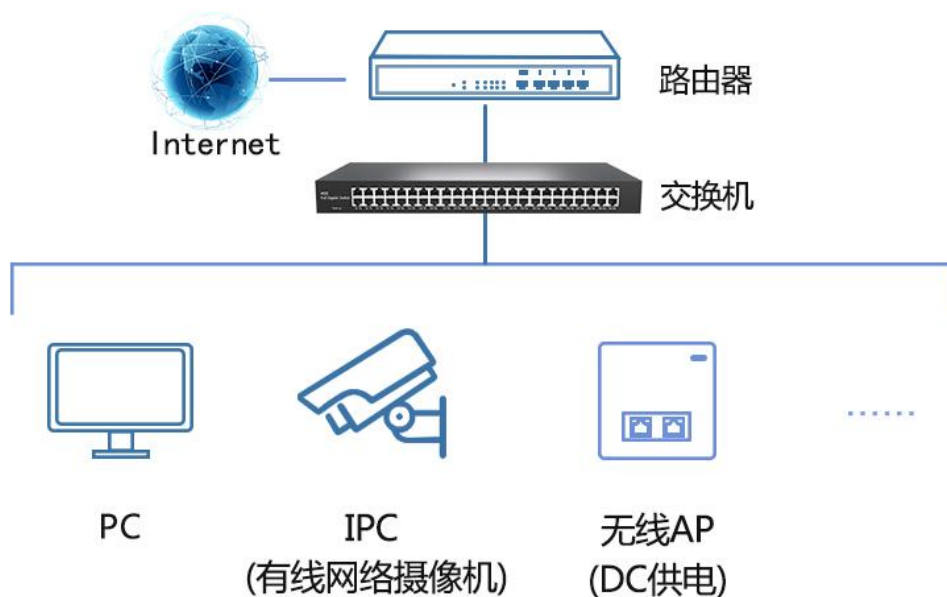 路由器
Internet
交换机
PC
IPC
(有线网络摄像机)
无线AP
(DC供电)